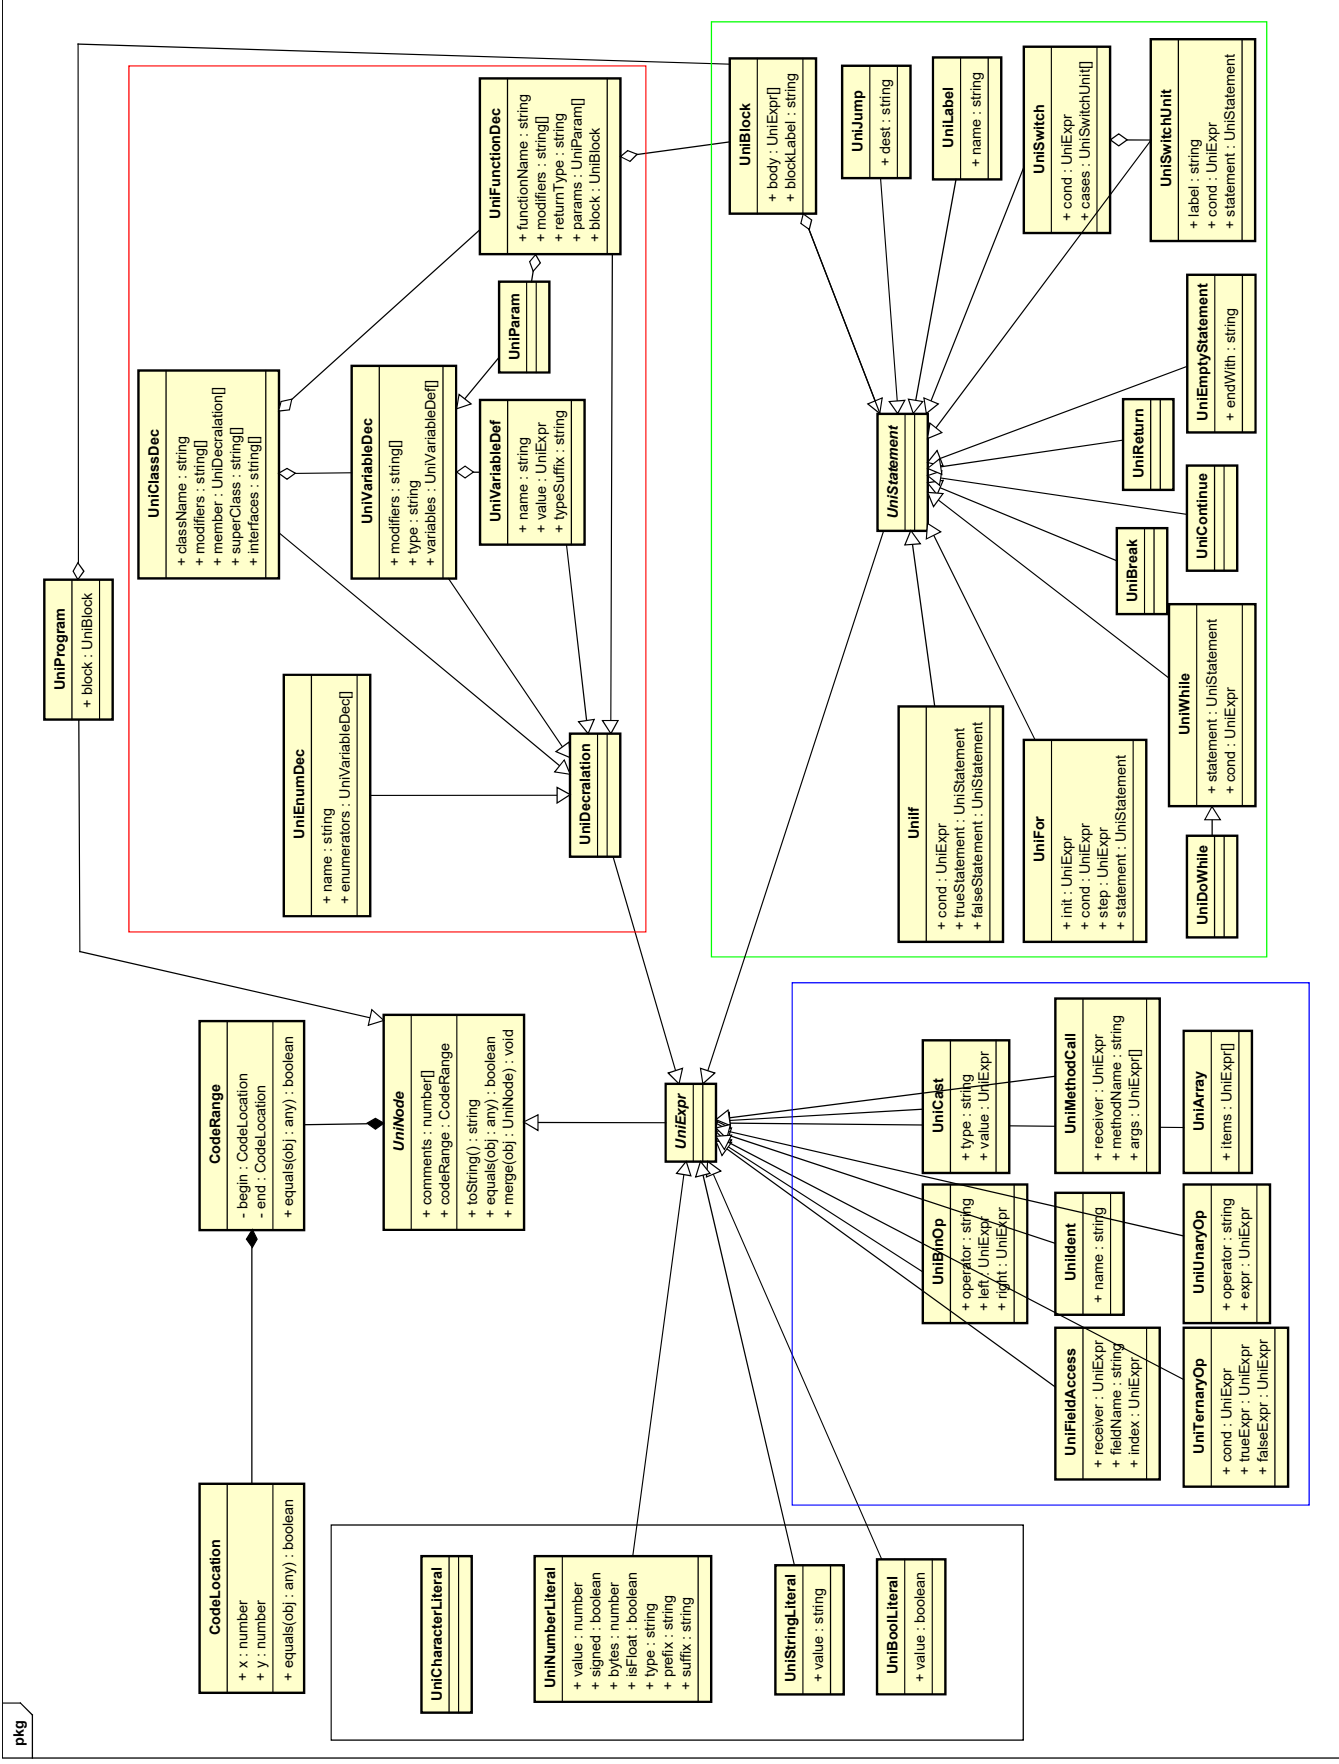 pkg
CodeLocation
+ x : number
+ y : number
+ equals(obj : any) : boolean
CodeRange
- begin : CodeLocation
- end : CodeLocation
+ equals(obj : any) : boolean
UniProgram
+ block : UniBlock
UniNode
+ comments : number[]
+ codeRange : CodeRange
+ toString() : string
+ equals(obj : any) : boolean
+ merge(obj : UniNode) : void
UniExpr
UniCharacterLiteral
UniNumberLiteral
+ value : number
+ signed : boolean
+ bytes : number
+ isFloat : boolean
+ type : string
+ prefix : string
+ suffix : string
UniStringLiteral
+ value : string
UniBoolLiteral
+ value : boolean
UniClassDec
+ className : string
+ modifiers : string[]
+ member : UniDecralation[]
+ superClass : string[]
+ interfaces : string[]
UniEnumDec
+ name : string
+ enumerators : UniVariableDec[]
UniVariableDec
+ modifiers : string[]
+ type : string
+ variables : UniVariableDef[]
UniVariableDef
+ name : string
+ value : UniExpr
+ typeSuffix : string
UniParam
UniFunctionDec
+ functionName : string
+ modifiers : string[]
+ returnType : string
+ params : UniParam[]
+ block : UniBlock
UniDecralation
UniBlock
+ body : UniExpr[]
+ blockLabel : string
UniJump
+ dest : string
UniLabel
+ name : string
UniSwitch
+ cond : UniExpr
+ cases : UniSwitchUnit[]
UniSwitchUnit
+ label : string
+ cond : UniExpr
+ statement : UniStatement
UniStatement
UniEmptyStatement
+ endWith : string
UniReturn
UniContinue
UniBreak
UniWhile
+ statement : UniStatement
+ cond : UniExpr
UniDoWhile
UniIf
+ cond : UniExpr
+ trueStatement : UniStatement
+ falseStatement : UniStatement
UniFor
+ init : UniExpr
+ cond : UniExpr
+ step : UniExpr
+ statement : UniStatement
UniCast
+ type : string
+ value : UniExpr
UniMethodCall
+ receiver : UniExpr
+ methodName : string
+ args : UniExpr[]
UniArray
+ items : UniExpr[]
UniBinOp
+ operator : string
+ left : UniExpr
+ right : UniExpr
UniIdent
+ name : string
UniUnaryOp
+ operator : string
+ expr : UniExpr
UniFieldAccess
+ receiver : UniExpr
+ fieldName : string
+ index : UniExpr
UniTernaryOp
+ cond : UniExpr
+ trueExpr : UniExpr
+ falseExpr : UniExpr